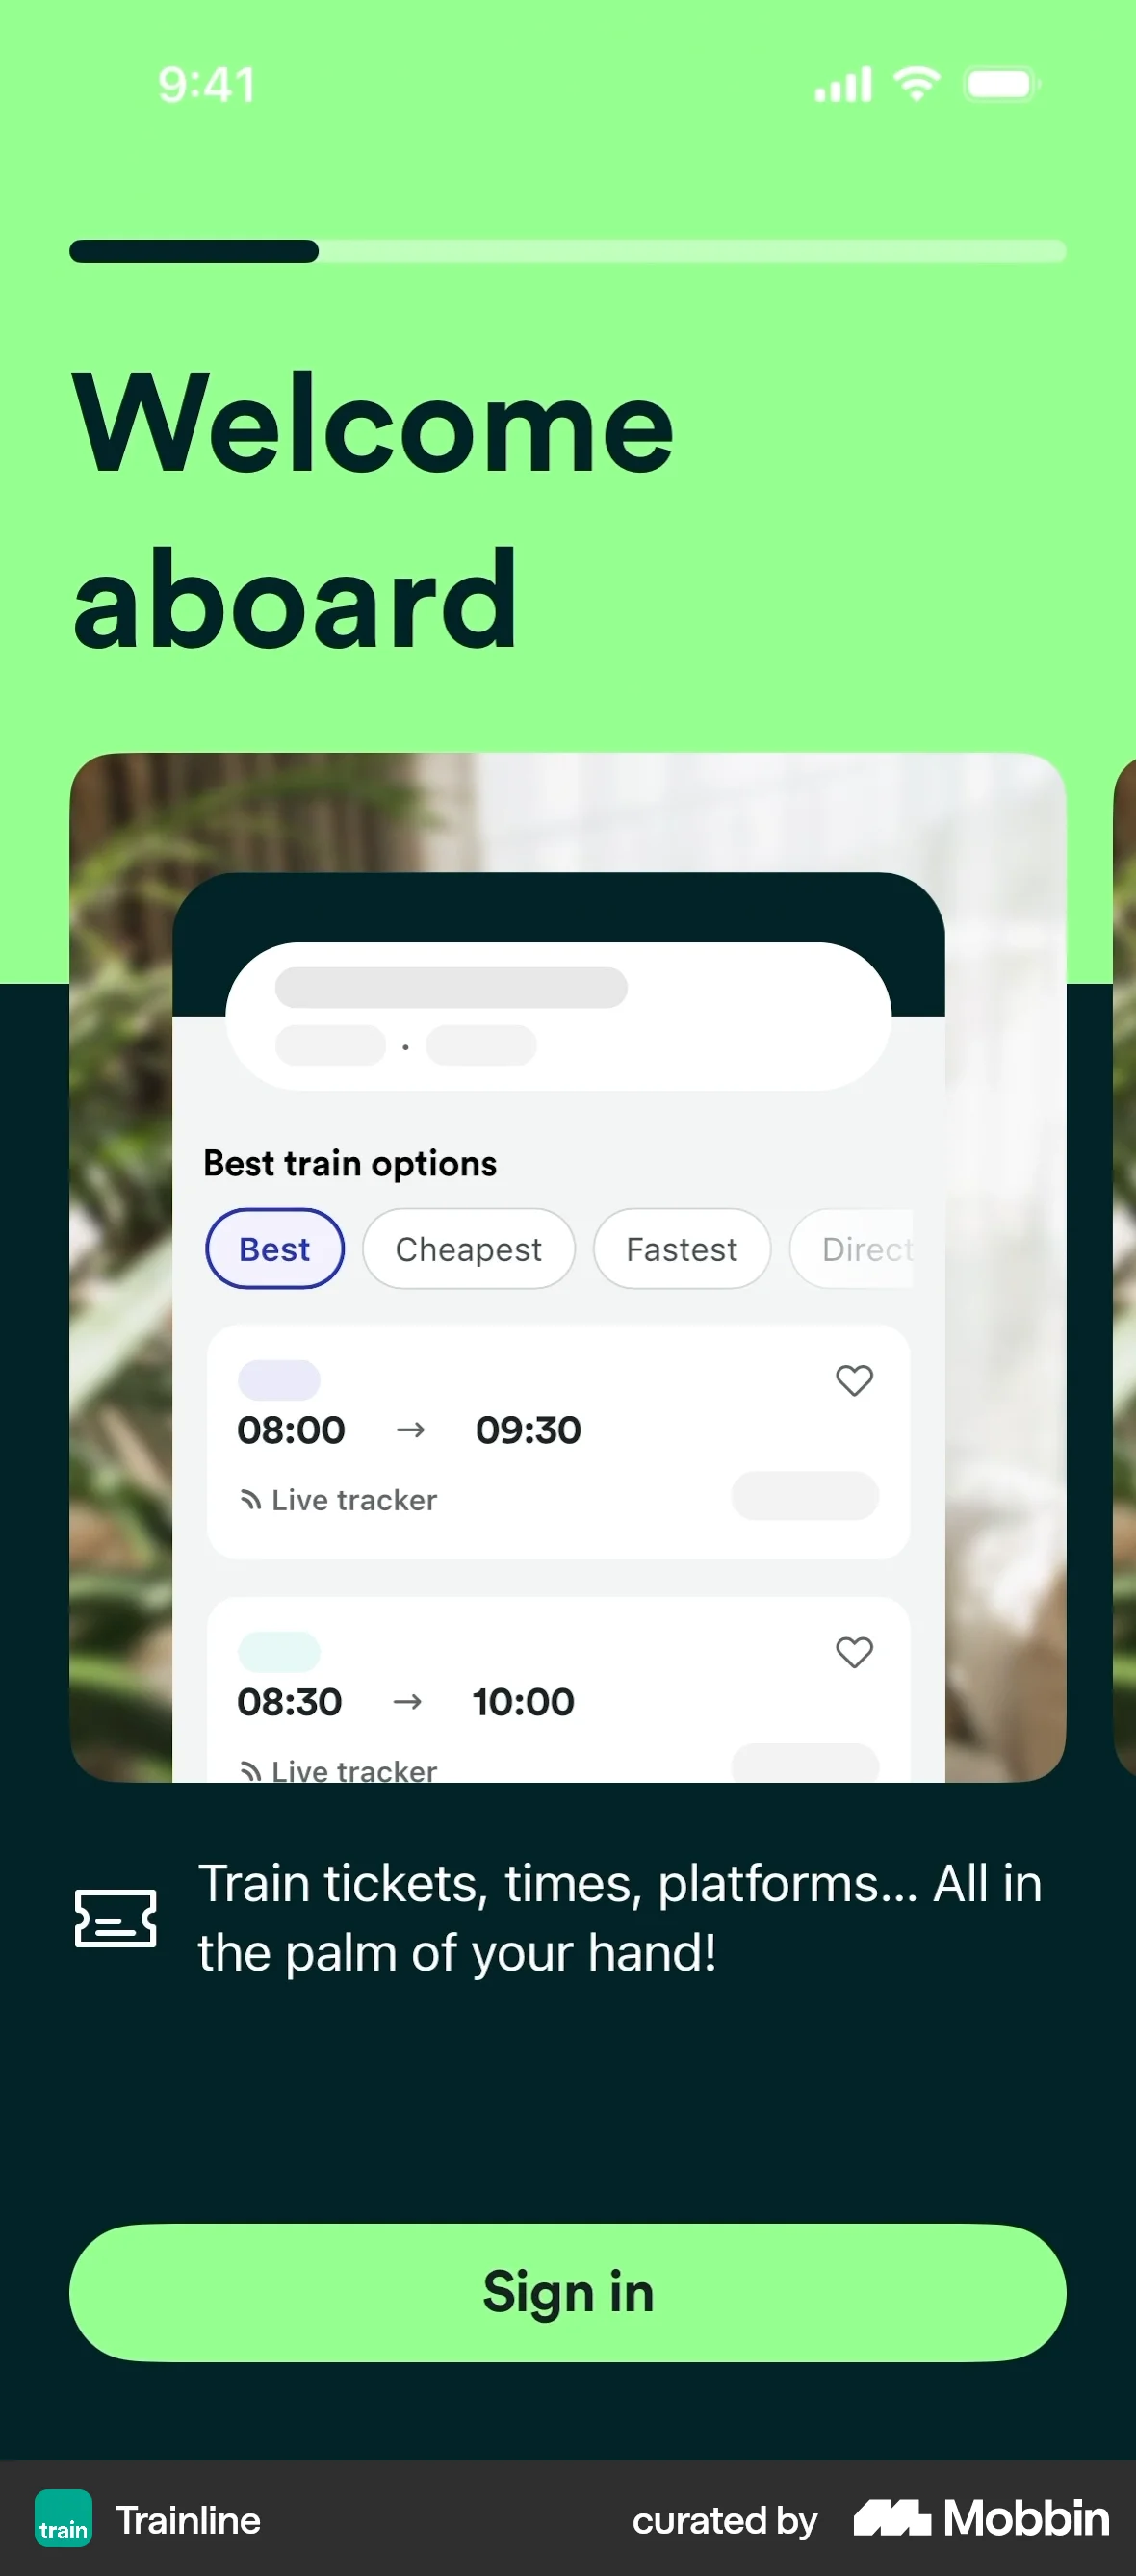 9:41
Welcome
aboard
Best train options
Best Cheapest Fastest Direct
08:00 → 09:30
Live tracker
08:30 → 10:00
Live tracker
Train tickets, times, platforms... All in
the palm of your hand!
Sign in
train Trainline curated by Mobbin